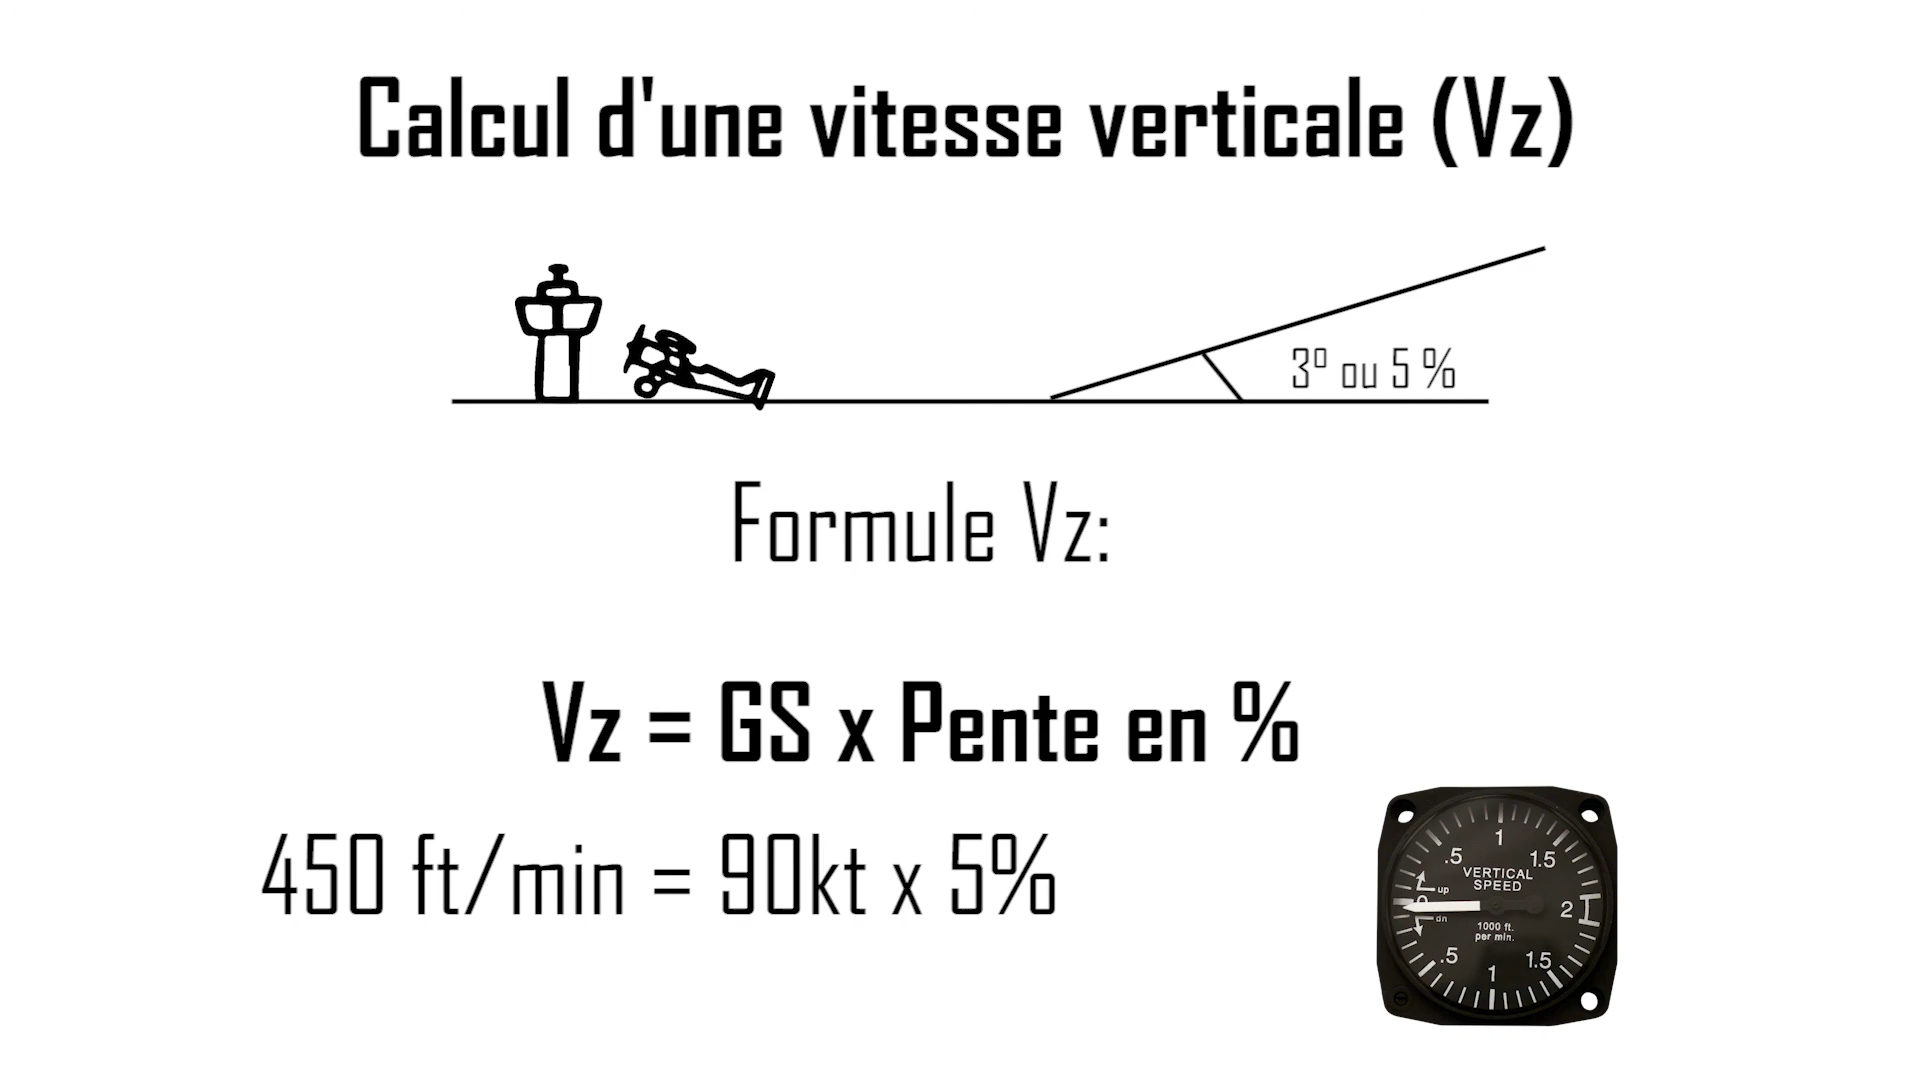 Calcul d'une vitesse verticale (Vz)
3° ou 5 %
Formule Vz:
Vz = GS x Pente en %
450 ft/min = 90kt x 5%
1
.5 1.5
VERTICAL
SPEED
up
0 2
dn
1000 ft.
per min.
.5 1.5
1